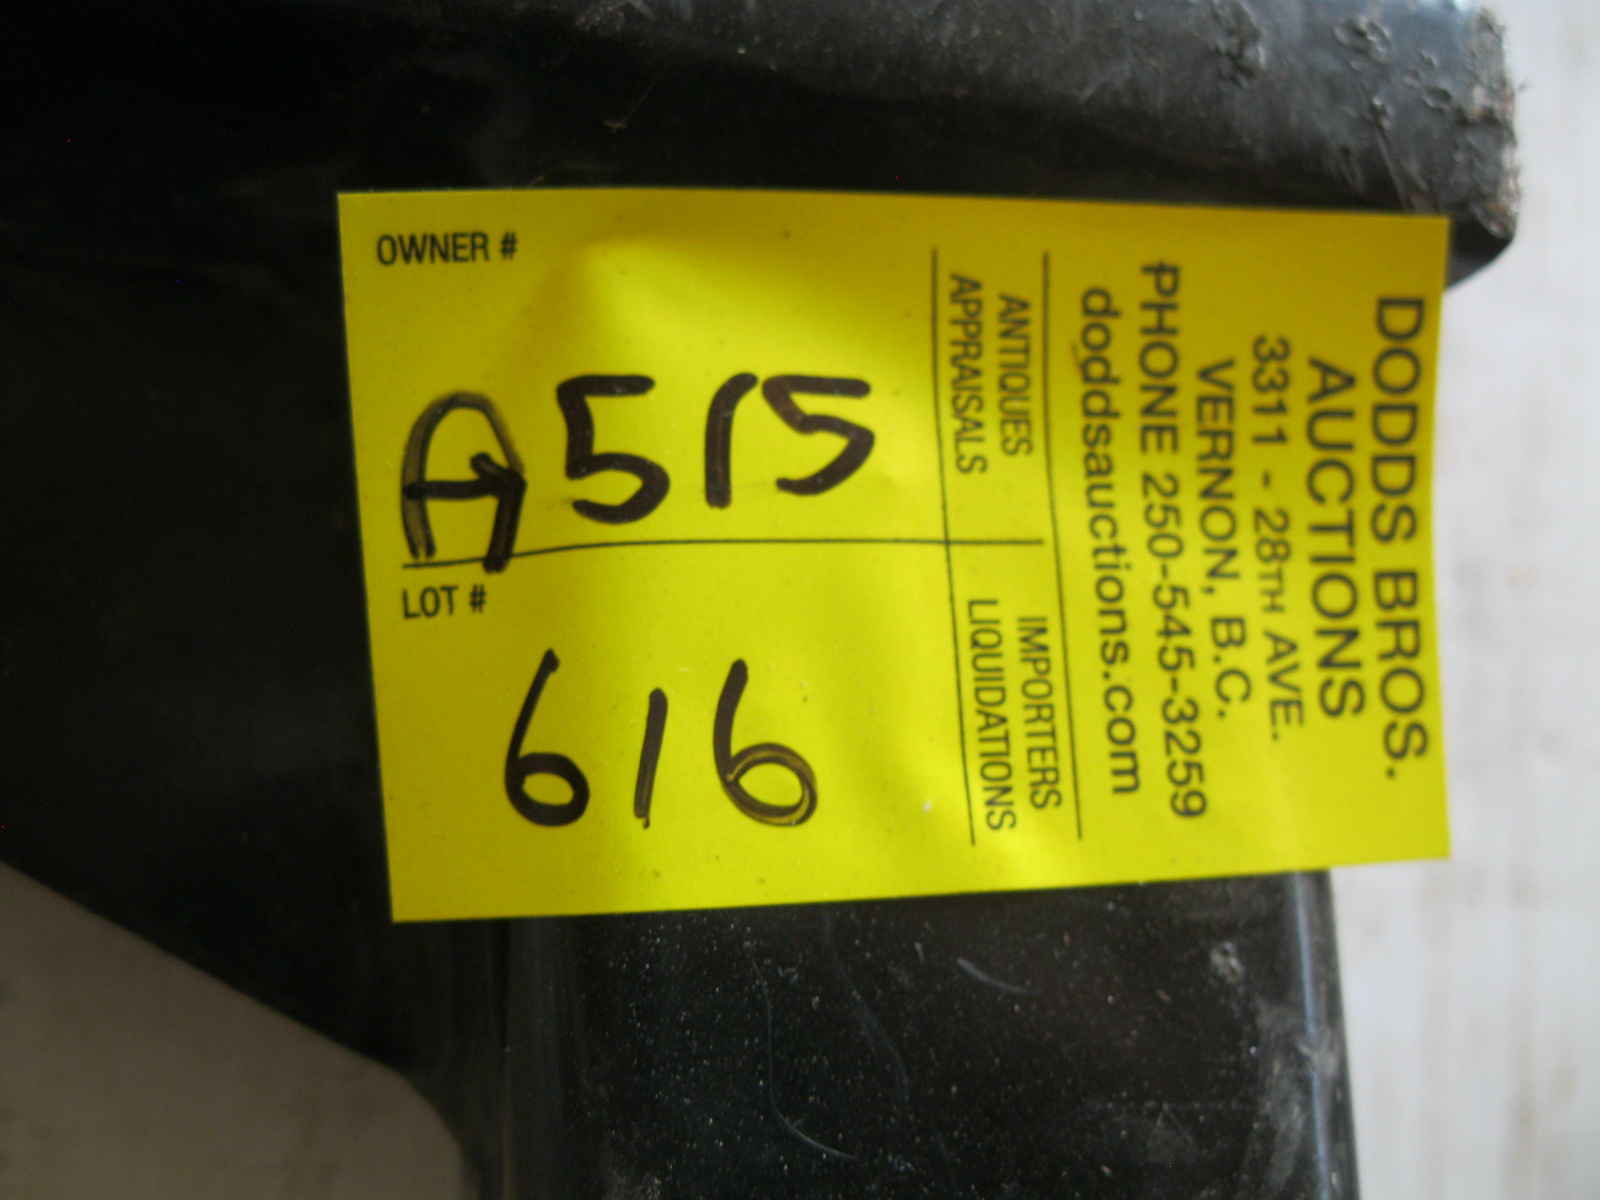 DODDS BROS.
AUCTIONS
3311 - 28TH AVE.
VERNON, B.C.
PHONE 250-545-3259
doddsauctions.com
ANTIQUES
APPRAISALS
IMPORTERS
LIQUIDATIONS
OWNER #
A515
LOT #
616